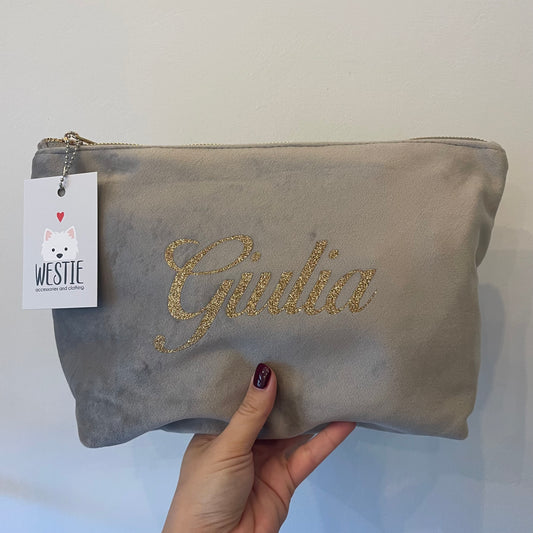 Giulia
WESTIE
accessories and clothing